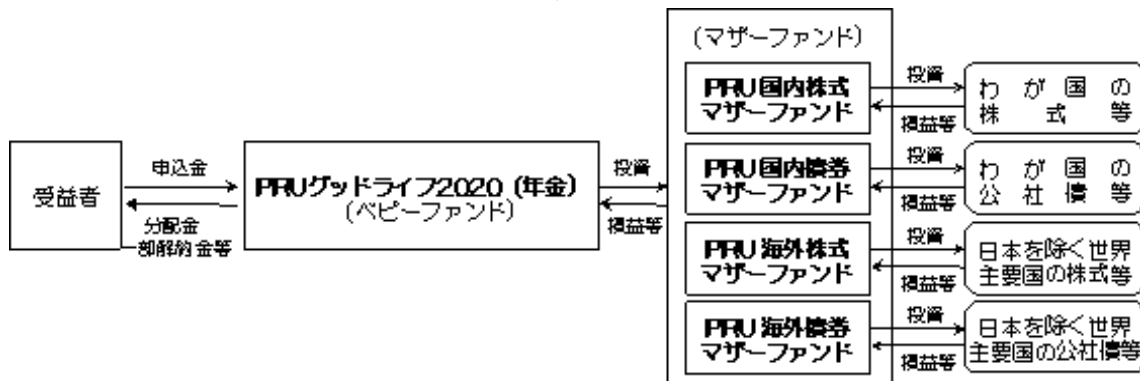 (マザーファンド)
受益者
申込金
分配金
一部解約金等
PRUグッドライフ2020(年金)
(ベビーファンド)
投資
損益等
PRU国内株式
マザーファンド
投資
損益等
わが国の
株式等
PRU国内債券
マザーファンド
投資
損益等
わが国の
公社債等
PRU海外株式
マザーファンド
投資
損益等
日本を除く世界
主要国の株式等
PRU海外債券
マザーファンド
投資
損益等
日本を除く世界
主要国の公社債等